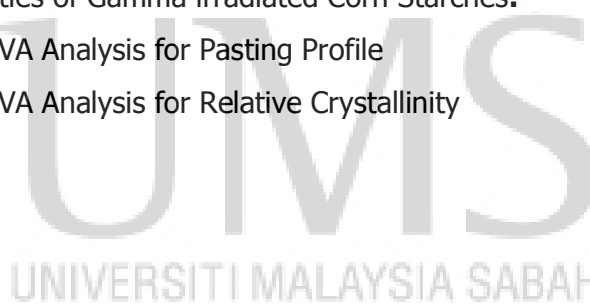 ties of Gamma Irradiated Corn Starches.
VA Analysis for Pasting Profile
VA Analysis for Relative Crystallinity
UMS
UNIVERSITI MALAYSIA SABAH